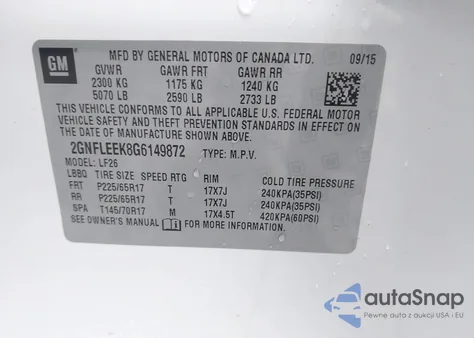 GM
MFD BY GENERAL MOTORS OF CANADA LTD. 09/15
GVWR GAWR FRT GAWR RR
2300 KG 1175 KG 1240 KG
5070 LB 2590 LB 2733 LB
THIS VEHICLE CONFORMS TO ALL APPLICABLE U.S. FEDERAL MOTOR
VEHICLE SAFETY AND THEFT PREVENTION STANDARDS IN EFFECT ON
THE DATE OF MANUFACTURE SHOWN ABOVE.
2GNFLEEK8G6149872 TYPE: M.P.V.
MODEL: LF26
LBBQ TIRE SIZE SPEED RTG RIM COLD TIRE PRESSURE
FRT P225/65R17 T 17X7J 240KPA(35PSI)
RR P225/65R17 T 17X7J 240KPA(35PSI)
SPA T145/70R17 M 17X4.5T 420KPA(60PSI)
SEE OWNER'S MANUAL FOR MORE INFORMATION.
autoSnap
Pewne auta z aukcji USA i EU